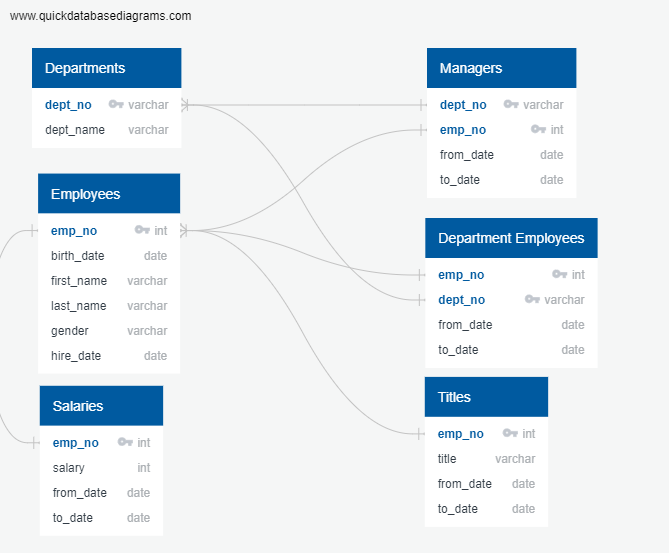 www.quickdatabasediagrams.com
Departments
dept_no varchar
dept_name varchar
Employees
emp_no int
birth_date date
first_name varchar
last_name varchar
gender varchar
hire_date date
Salaries
emp_no int
salary int
from_date date
to_date date
Managers
dept_no varchar
emp_no int
from_date date
to_date date
Department Employees
emp_no int
dept_no varchar
from_date date
to_date date
Titles
emp_no int
title varchar
from_date date
to_date date